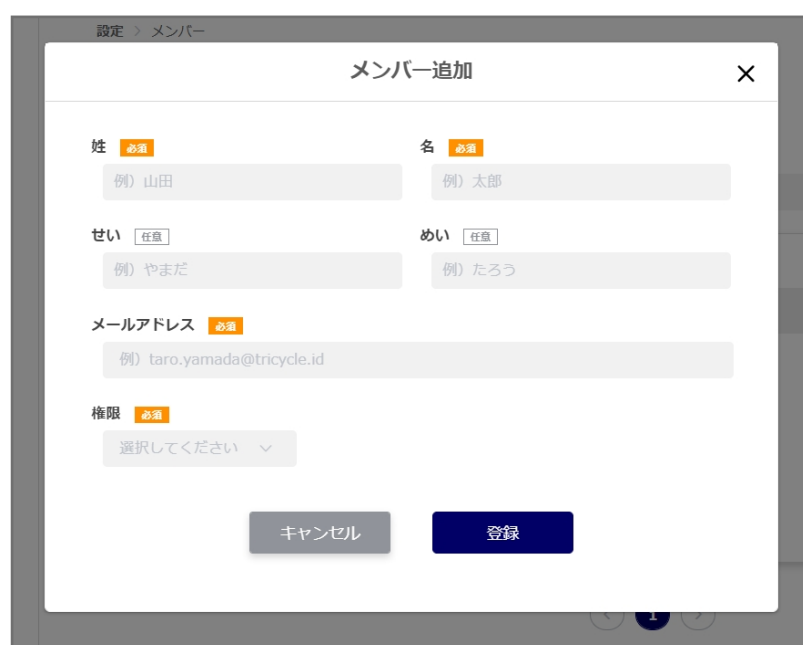 設定 > メンバー
メンバー追加 ×
姓 必須 名 必須
例）山田 例）太郎
せい 任意 めい 任意
例）やまだ 例）たろう
メールアドレス 必須
例）taro.yamada@tricycle.id
権限 必須
選択してください
キャンセル 登録
< 1 >